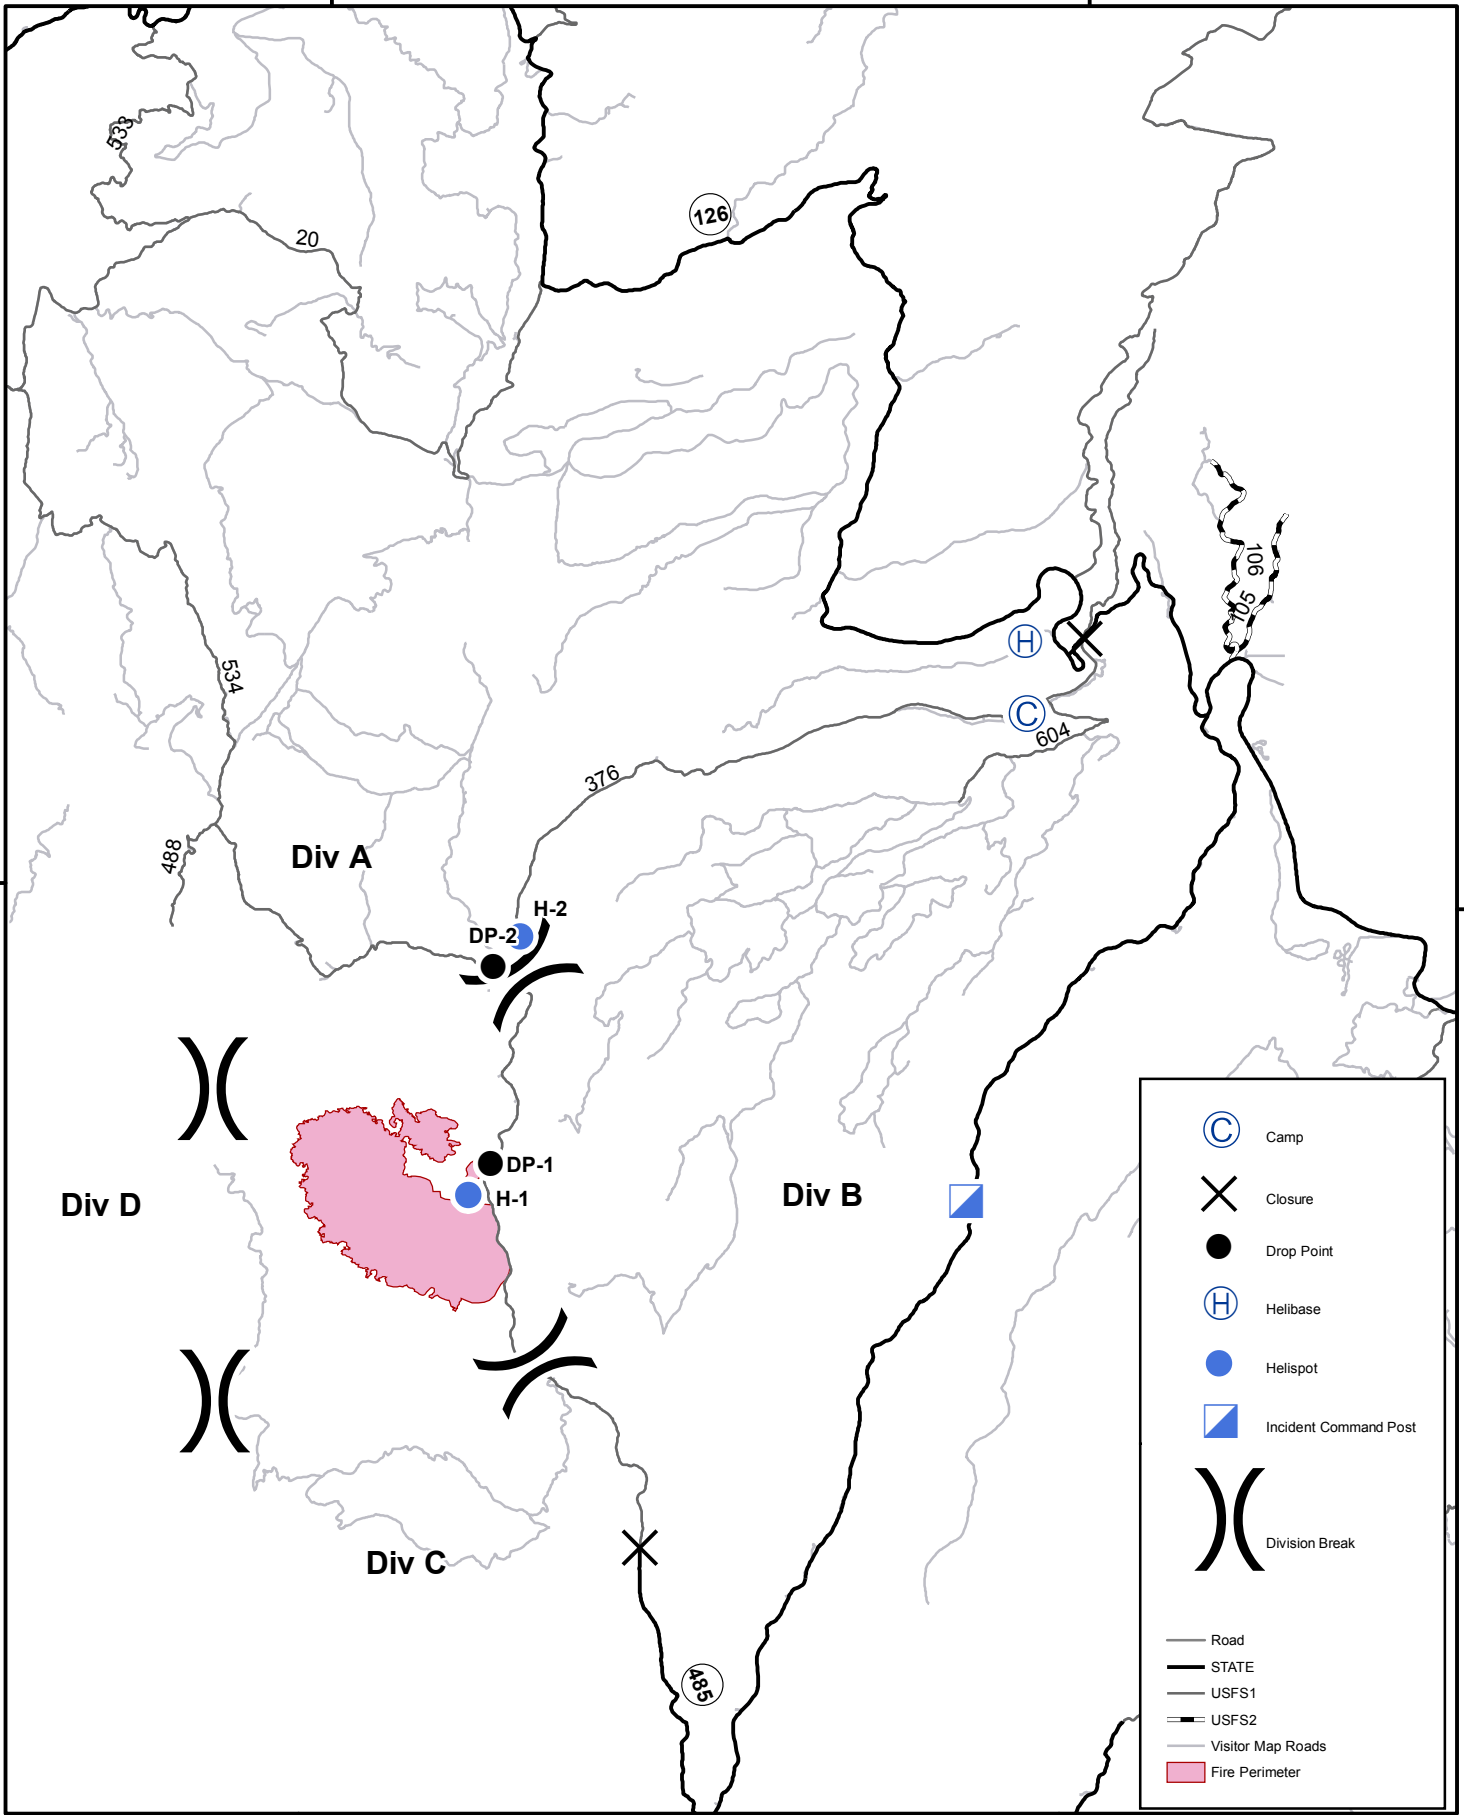 533
126
20
106
105
534
604
376
488
Div A
H-2
DP-2
DP-1
H-1
Div D
Div B
Div C
485
C
H
C Camp
Closure
Drop Point
H Helibase
Helispot
Incident Command Post
Division Break
Road
STATE
USFS1
USFS2
Visitor Map Roads
Fire Perimeter